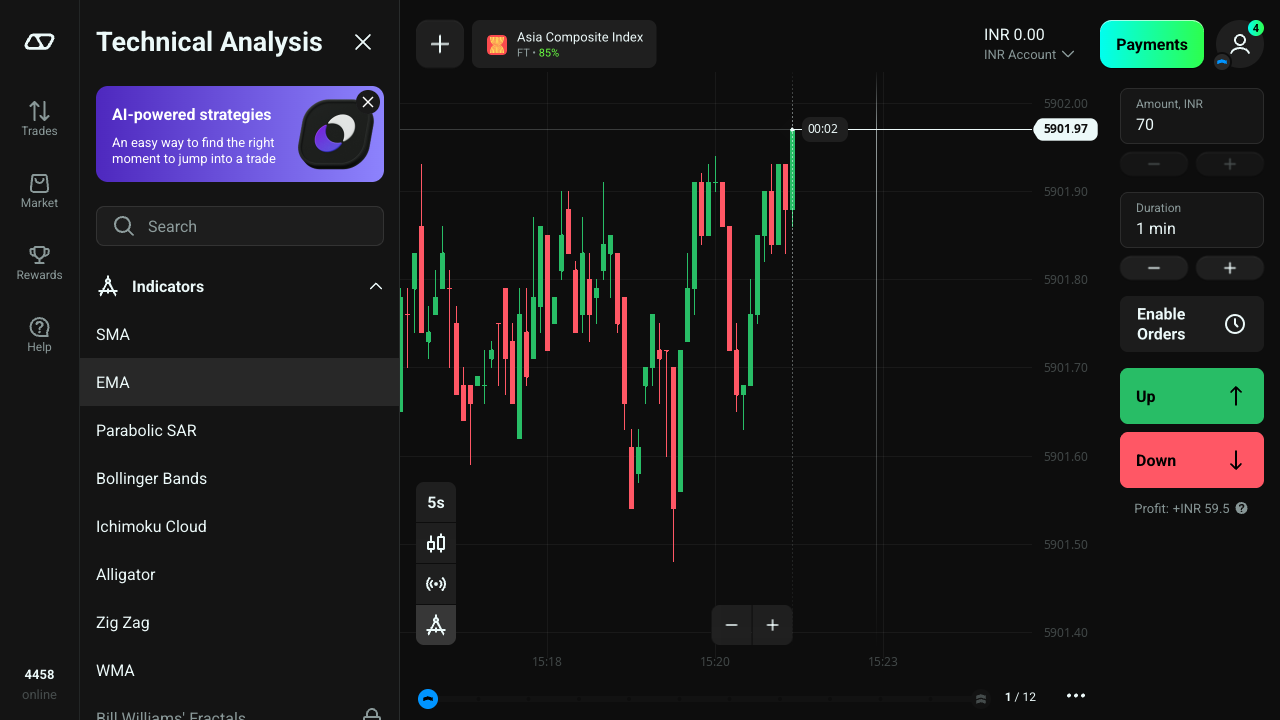 Technical Analysis
AI-powered strategies
An easy way to find the right
moment to jump into a trade
Search
Indicators
SMA
EMA
Parabolic SAR
Bollinger Bands
Ichimoku Cloud
Alligator
Zig Zag
WMA
Bill Williams' Fractals
Trades
Market
Rewards
Help
4458
online
Asia Composite Index
FT • 85%
INR 0.00
INR Account
Payments
4
5902.00
5901.97
00:02
5901.90
5901.80
5901.70
5901.60
5901.50
5901.40
5s
15:18
15:20
15:23
1 / 12
Amount, INR
70
Duration
1 min
Enable
Orders
Up
Down
Profit: +INR 59.5